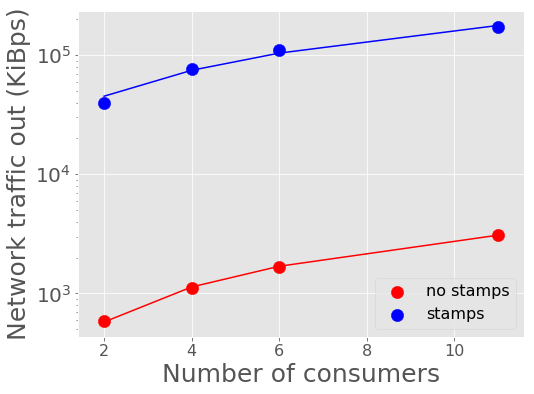 Network traffic out (KiBps)
10^5
10^4
10^3
2 4 6 8 10
Number of consumers
no stamps
stamps